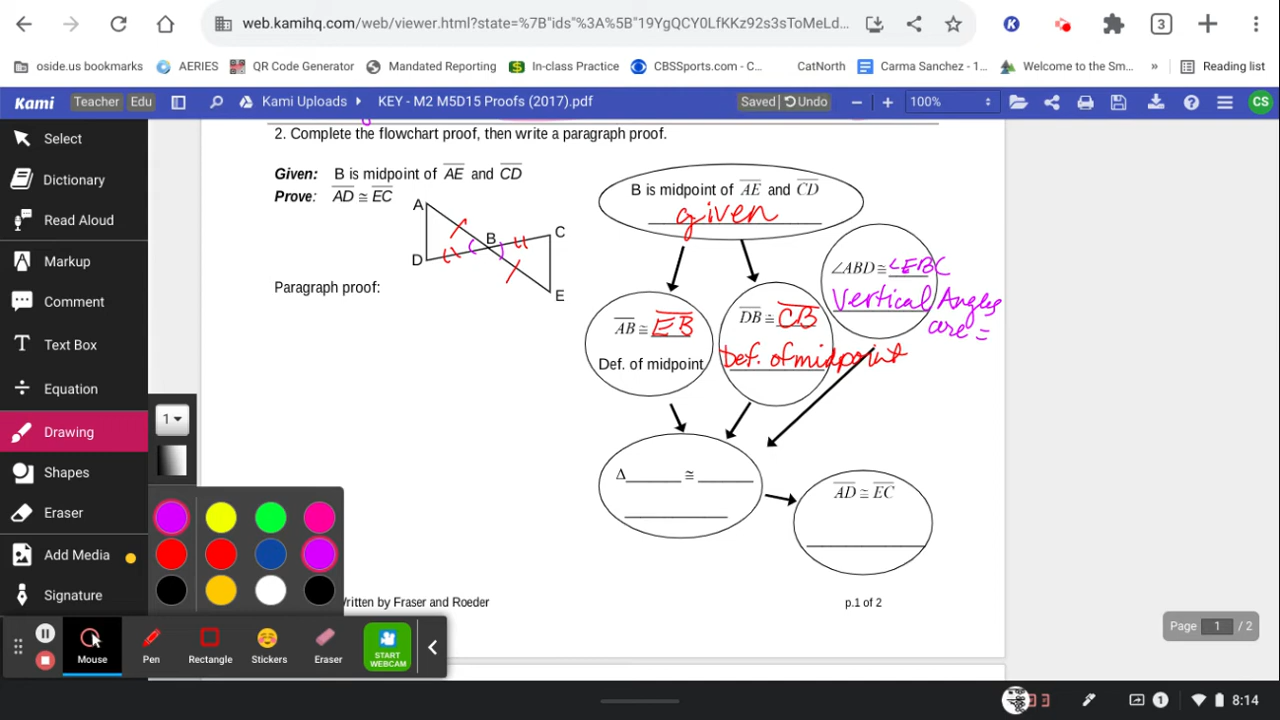 web.kamihq.com/web/viewer.html?state=%7B"ids"%3A%5B"19YgQCY0LfKKz92s3sToMeLd...
oside.us bookmarks AERIES QR Code Generator Mandated Reporting In-class Practice CBSSports.com - C... CatNorth Carma Sanchez - 1... Welcome to the Sm... » Reading list
Kami Teacher Edu Kami Uploads KEY - M2 M5D15 Proofs (2017).pdf Saved Undo 100% CS
Select
Dictionary
Read Aloud
Markup
Comment
Text Box
Equation
Drawing
Shapes
Eraser
Add Media
Signature
1
2. Complete the flowchart proof, then write a paragraph proof.
Given: B is midpoint of AE and CD
Prove: AD ≅ EC
A
B
C
D
E
Paragraph proof:
B is midpoint of AE and CD
given
∠ABD ≅ ∠EBC
Vertical Angles
are =
AB ≅ EB
Def. of midpoint
DB ≅ CB
Def. of midpoint
Δ______ ≅ ______
AD ≅ EC
Written by Fraser and Roeder
p.1 of 2
Page 1 / 2
Mouse Pen Rectangle Stickers Eraser START WEBCAM
1 8:14